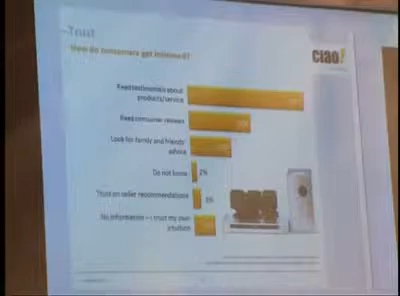 Trust
How do consumers get informed?
ciao!
Read testimonials about
products/service
Read consumer reviews
Look for family and friends'
advice
Do not know
2%
Trust on seller recommendations
No information – I trust my own
intuition